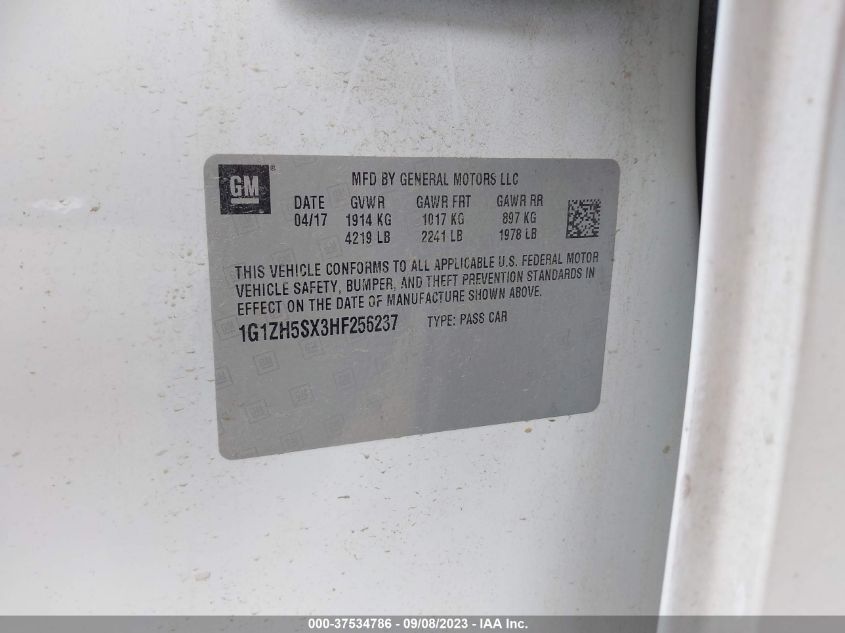 GM®
MFD BY GENERAL MOTORS LLC
DATE GVWR GAWR FRT GAWR RR
04/17 1914 KG 1017 KG 897 KG
4219 LB 2241 LB 1978 LB
THIS VEHICLE CONFORMS TO ALL APPLICABLE U.S. FEDERAL MOTOR
VEHICLE SAFETY, BUMPER, AND THEFT PREVENTION STANDARDS IN
EFFECT ON THE DATE OF MANUFACTURE SHOWN ABOVE.
1G1ZH5SX3HF256237 TYPE: PASS CAR
000-37534786 - 09/08/2023 - IAA Inc.